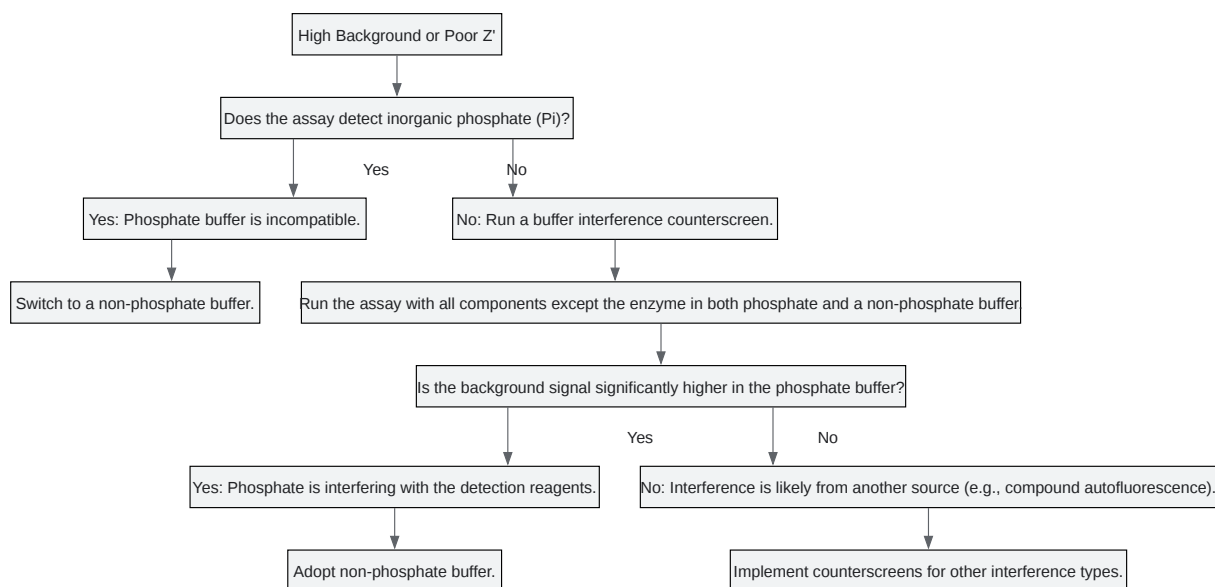 High Background or Poor Z'
Does the assay detect inorganic phosphate (Pi)?
Yes
No
Yes: Phosphate buffer is incompatible.
No: Run a buffer interference counterscreen.
Switch to a non-phosphate buffer.
Run the assay with all components except the enzyme in both phosphate and a non-phosphate buffer.
Is the background signal significantly higher in the phosphate buffer?
Yes
No
Yes: Phosphate is interfering with the detection reagents.
No: Interference is likely from another source (e.g., compound autofluorescence).
Adopt non-phosphate buffer.
Implement counterscreens for other interference types.